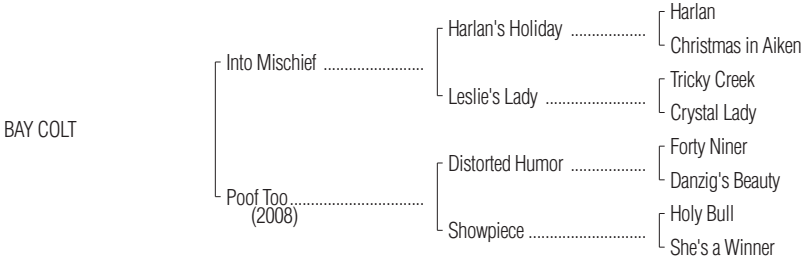 Harlan
Harlan's Holiday ....................
Christmas in Aiken
Into Mischief ..........................
Tricky Creek
Leslie's Lady ..........................
Crystal Lady
BAY COLT
Forty Niner
Distorted Humor ....................
Danzig's Beauty
Poof Too...................................
(2008)
Holy Bull
Showpiece ...............................
She's a Winner